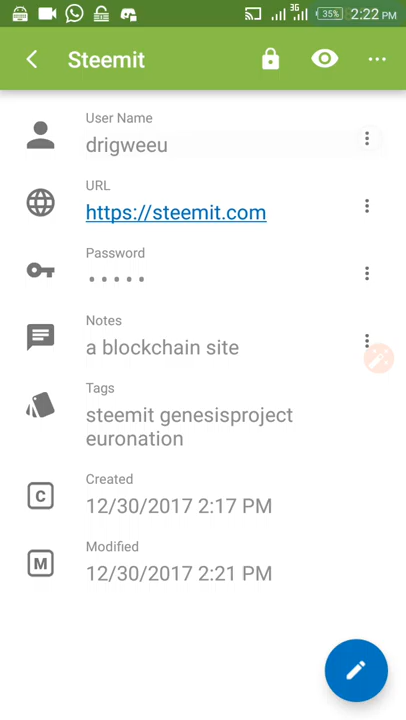 3G 35% 2:22 PM
Steemit
User Name
drigweeu
URL
https://steemit.com
Password
Notes
a blockchain site
Tags
steemit genesisproject
euronation
C
Created
12/30/2017 2:17 PM
M
Modified
12/30/2017 2:21 PM